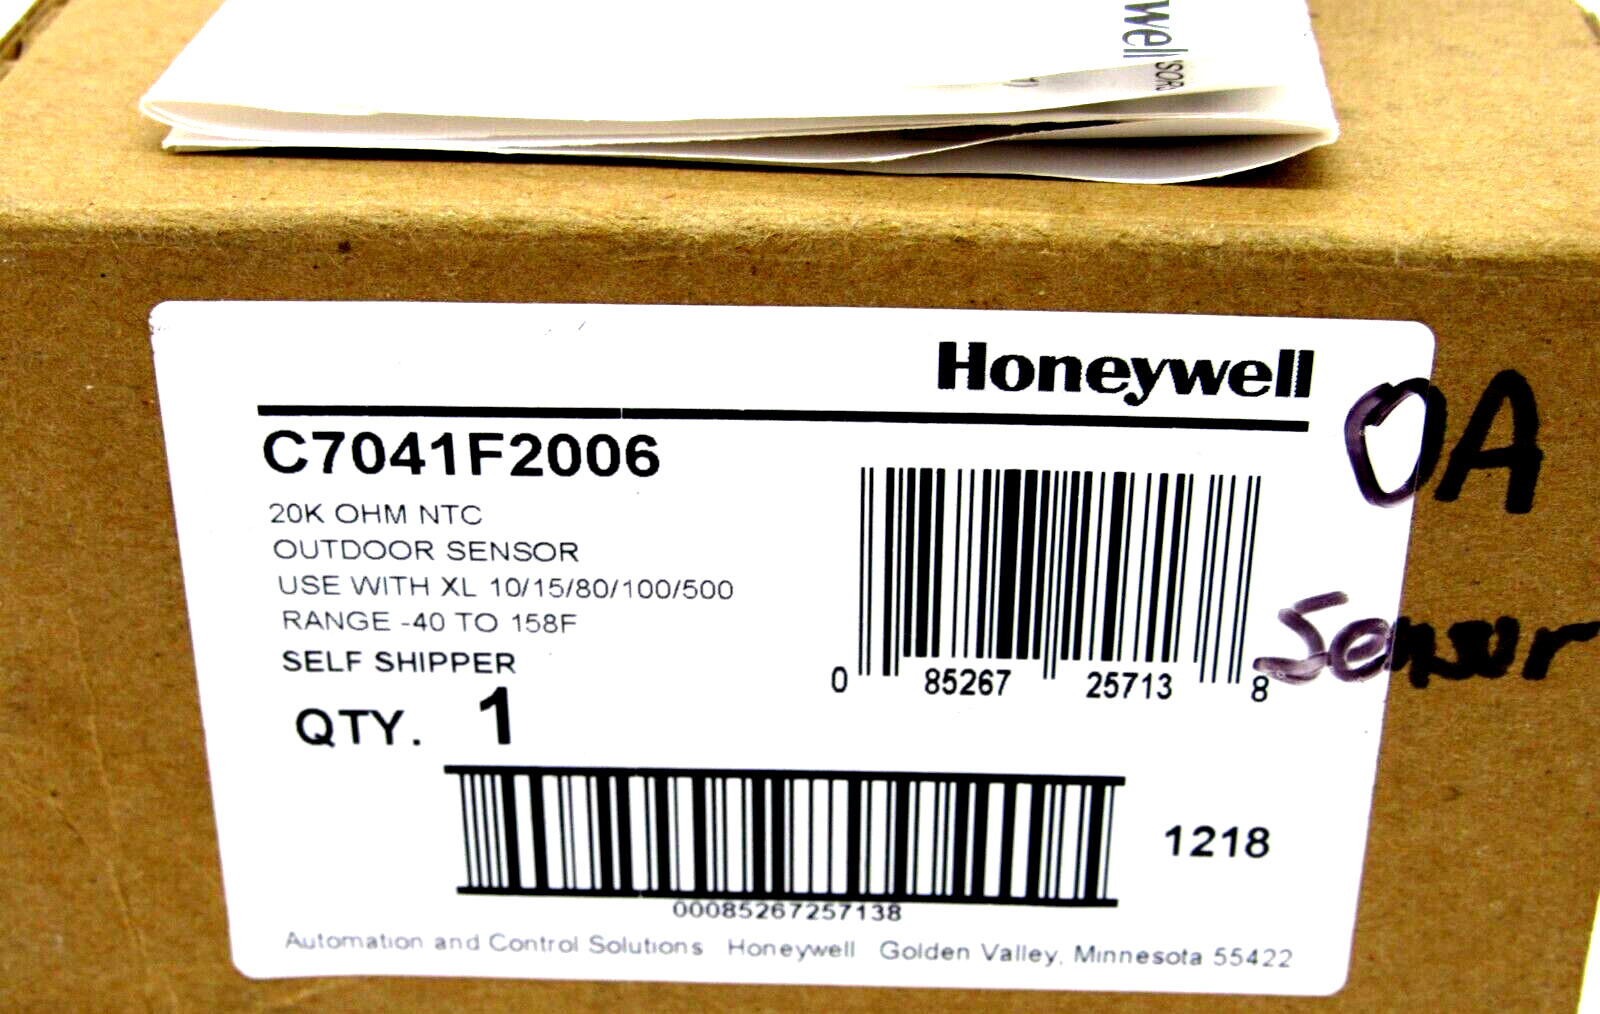 well
SOR
Honeywell
C7041F2006
20K OHM NTC
OUTDOOR SENSOR
USE WITH XL 10/15/80/100/500
RANGE -40 TO 158F
SELF SHIPPER
QTY. 1
0 85267 25713 8
OA
Sensor
1218
00085267257138
Automation and Control Solutions Honeywell Golden Valley, Minnesota 55422